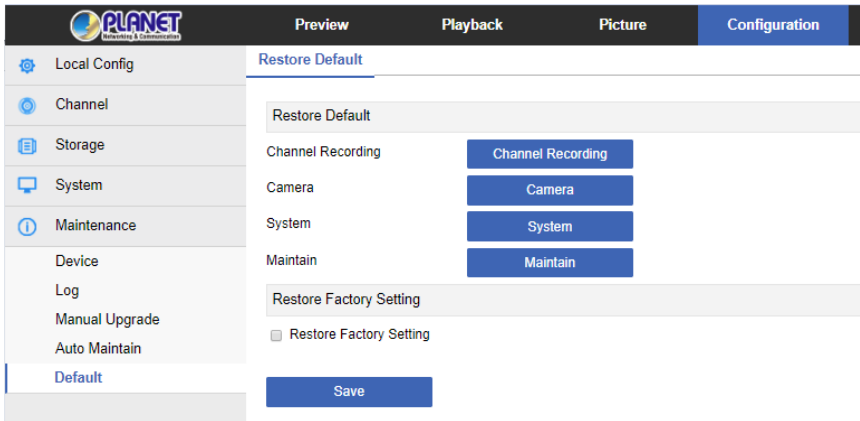 PLANET
Networking & Communication
Preview Playback Picture Configuration
Local Config
Channel
Storage
System
Maintenance
Device
Log
Manual Upgrade
Auto Maintain
Default
Restore Default
Restore Default
Channel Recording Channel Recording
Camera Camera
System System
Maintain Maintain
Restore Factory Setting
Restore Factory Setting
Save